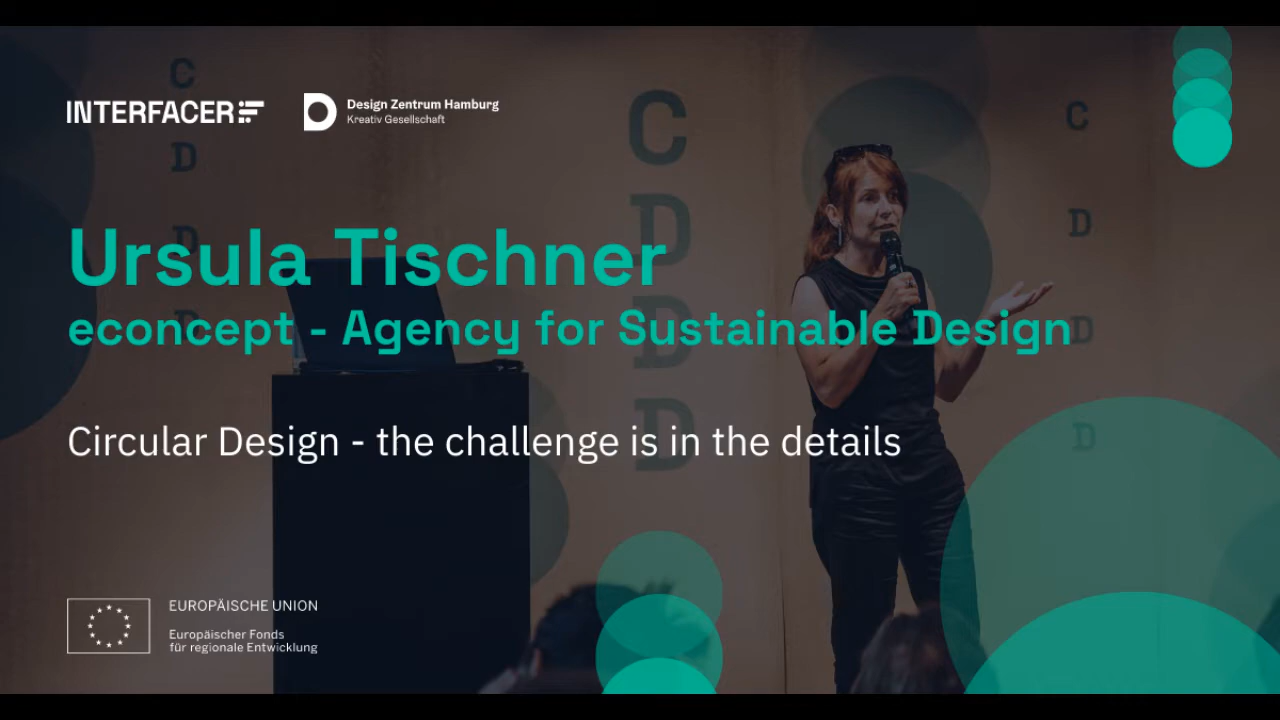 INTERFACER
Design Zentrum Hamburg
Kreativ Gesellschaft
Ursula Tischner
econcept - Agency for Sustainable Design
Circular Design - the challenge is in the details
EUROPÄISCHE UNION
Europäischer Fonds
für regionale Entwicklung
C
D
D
D
C
D
D
D
C
D
D
D